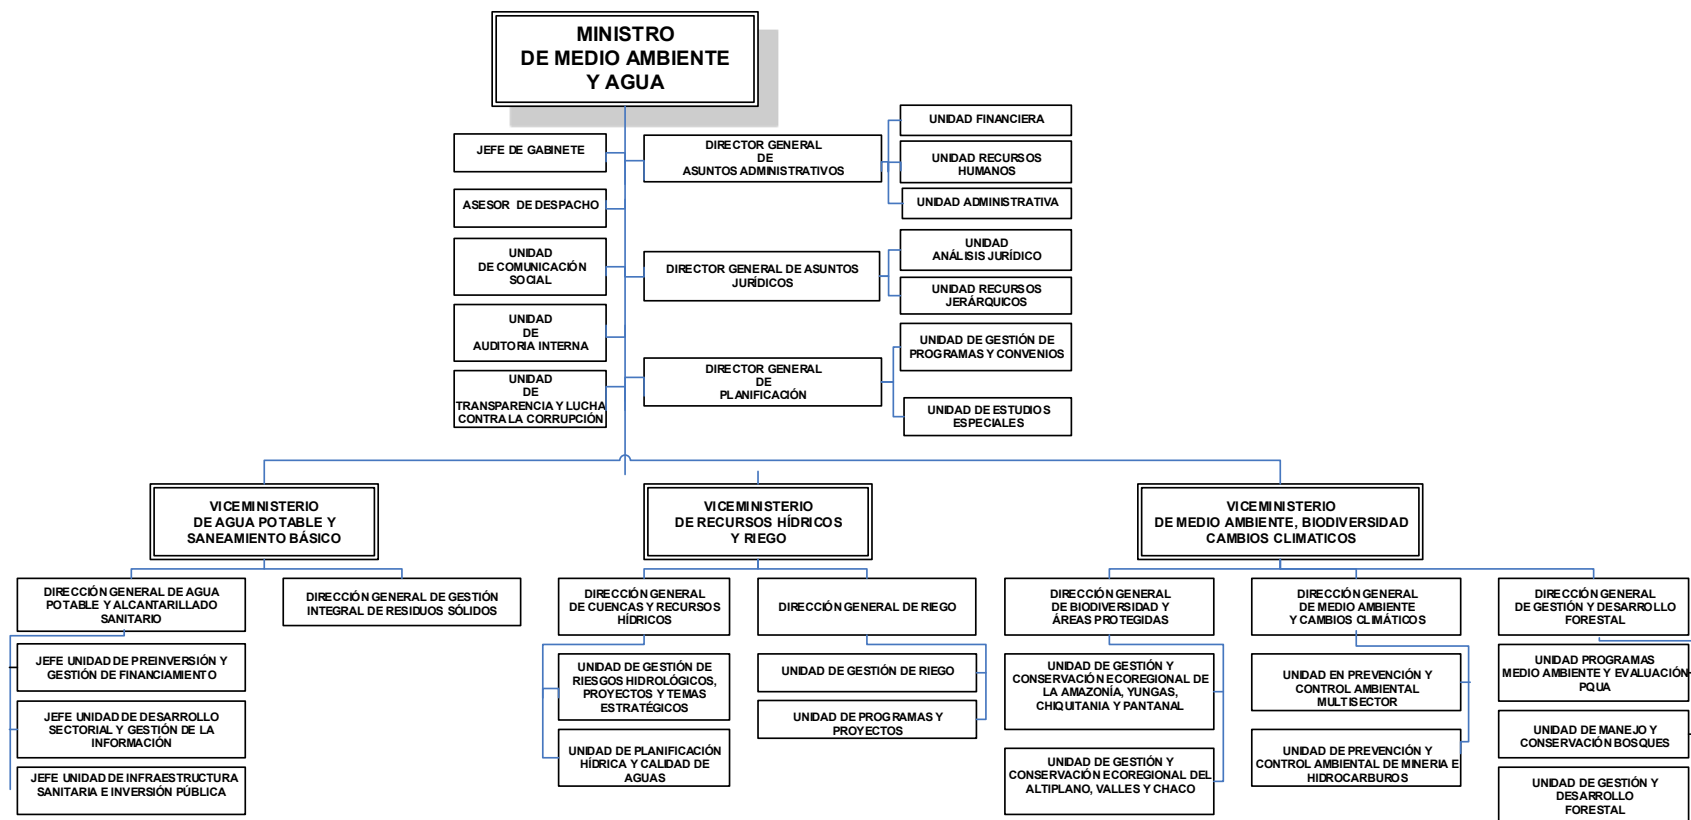 MINISTRO
DE MEDIO AMBIENTE
Y AGUA
JEFE DE GABINETE
ASESOR DE DESPACHO
UNIDAD
DE COMUNICACIÓN
SOCIAL
UNIDAD
DE
AUDITORIA INTERNA
UNIDAD
DE
TRANSPARENCIA Y LUCHA
CONTRA LA CORRUPCIÓN
DIRECTOR GENERAL
DE
ASUNTOS ADMINISTRATIVOS
UNIDAD FINANCIERA
UNIDAD RECURSOS
HUMANOS
UNIDAD ADMINISTRATIVA
DIRECTOR GENERAL DE ASUNTOS
JURÍDICOS
UNIDAD
ANÁLISIS JURÍDICO
UNIDAD RECURSOS
JERÁRQUICOS
DIRECTOR GENERAL
DE
PLANIFICACIÓN
UNIDAD DE GESTIÓN DE
PROGRAMAS Y CONVENIOS
UNIDAD DE ESTUDIOS
ESPECIALES
VICEMINISTERIO
DE AGUA POTABLE Y
SANEAMIENTO BÁSICO
DIRECCIÓN GENERAL DE AGUA
POTABLE Y ALCANTARILLADO
SANITARIO
JEFE UNIDAD DE PREINVERSIÓN Y
GESTIÓN DE FINANCIAMIENTO
JEFE UNIDAD DE DESARROLLO
SECTORIAL Y GESTIÓN DE LA
INFORMACIÓN
JEFE UNIDAD DE INFRAESTRUCTURA
SANITARIA E INVERSIÓN PÚBLICA
DIRECCIÓN GENERAL DE GESTIÓN
INTEGRAL DE RESIDUOS SÓLIDOS
VICEMINISTERIO
DE RECURSOS HÍDRICOS
Y RIEGO
DIRECCIÓN GENERAL
DE CUENCAS Y RECURSOS
HÍDRICOS
UNIDAD DE GESTIÓN DE
RIESGOS HIDROLÓGICOS,
PROYECTOS Y TEMAS
ESTRATÉGICOS
UNIDAD DE PLANIFICACIÓN
HÍDRICA Y CALIDAD DE
AGUAS
DIRECCIÓN GENERAL DE RIEGO
UNIDAD DE GESTIÓN DE RIEGO
UNIDAD DE PROGRAMAS Y
PROYECTOS
VICEMINISTERIO
DE MEDIO AMBIENTE, BIODIVERSIDAD
CAMBIOS CLIMATICOS
DIRECCIÓN GENERAL
DE BIODIVERSIDAD Y
ÁREAS PROTEGIDAS
UNIDAD DE GESTIÓN Y
CONSERVACIÓN ECOREGIONAL DE
LA AMAZONÍA, YUNGAS,
CHIQUITANIA Y PANTANAL
UNIDAD DE GESTIÓN Y
CONSERVACIÓN ECOREGIONAL DEL
ALTIPLANO, VALLES Y CHACO
DIRECCIÓN GENERAL
DE MEDIO AMBIENTE
Y CAMBIOS CLIMÁTICOS
UNIDAD EN PREVENCIÓN Y
CONTROL AMBIENTAL
MULTISECTOR
UNIDAD DE PREVENCIÓN Y
CONTROL AMBIENTAL DE MINERIA E
HIDROCARBUROS
DIRECCIÓN GENERAL
DE GESTIÓN Y DESARROLLO
FORESTAL
UNIDAD PROGRAMAS
MEDIO AMBIENTE Y EVALUACIÓN
PQUA
UNIDAD DE MANEJO Y
CONSERVACIÓN BOSQUES
UNIDAD DE GESTIÓN Y
DESARROLLO
FORESTAL